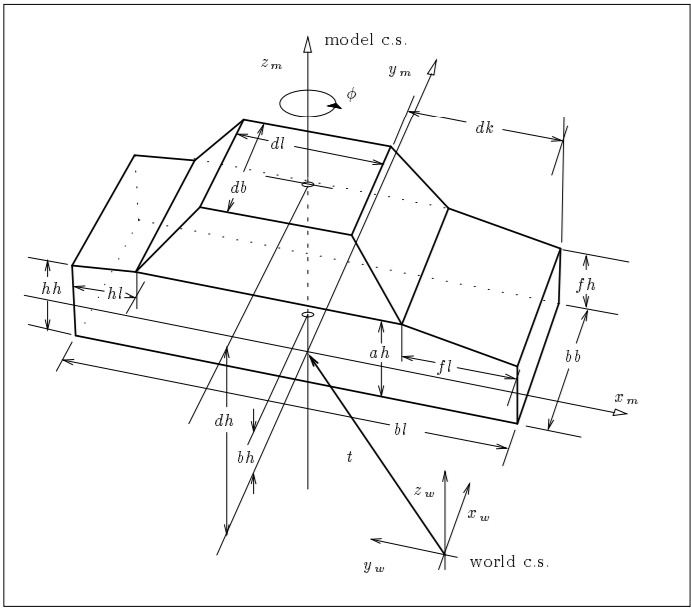 model c.s.
z m
y m
ϕ
dk
dl
db
hh
hl
fh
ah
fl
bb
x m
dh
bl
bh
t
z w
x w
y w
world c.s.